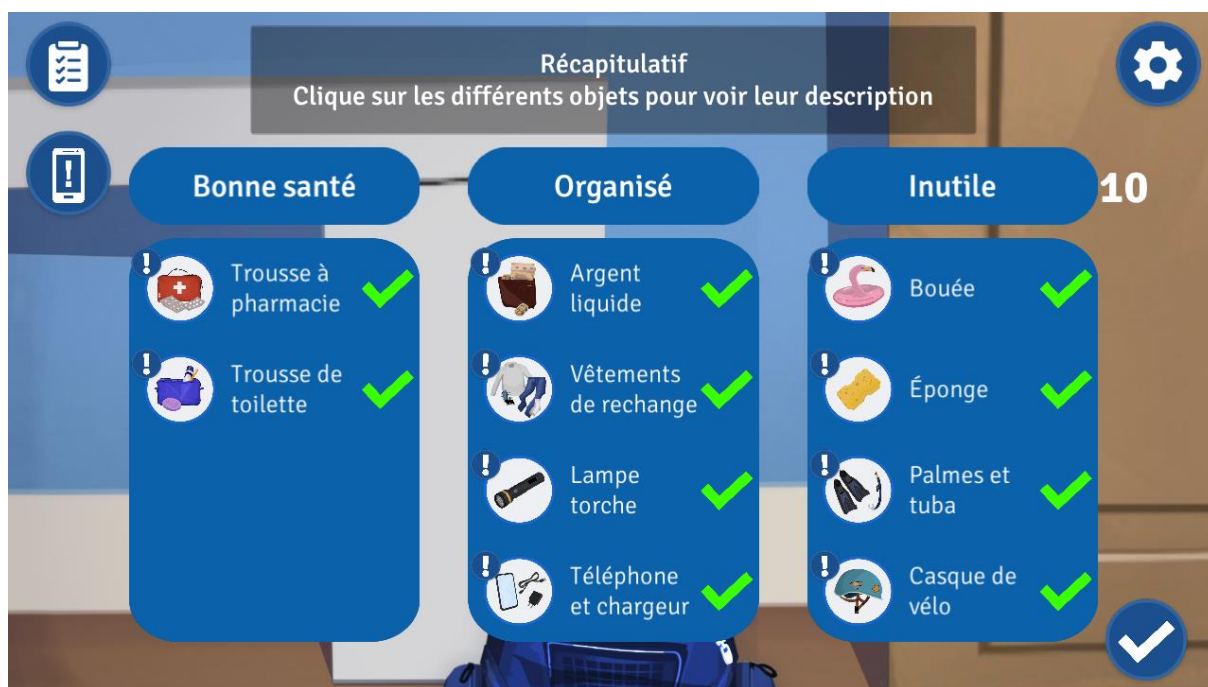 Récapitulatif
Clique sur les différents objets pour voir leur description
Bonne santé
Organisé
Inutile
10
Trousse à
pharmacie
Trousse de
toilette
Argent
liquide
Vêtements
de rechange
Lampe
torche
Téléphone
et chargeur
Bouée
Éponge
Palmes et
tuba
Casque de
vélo